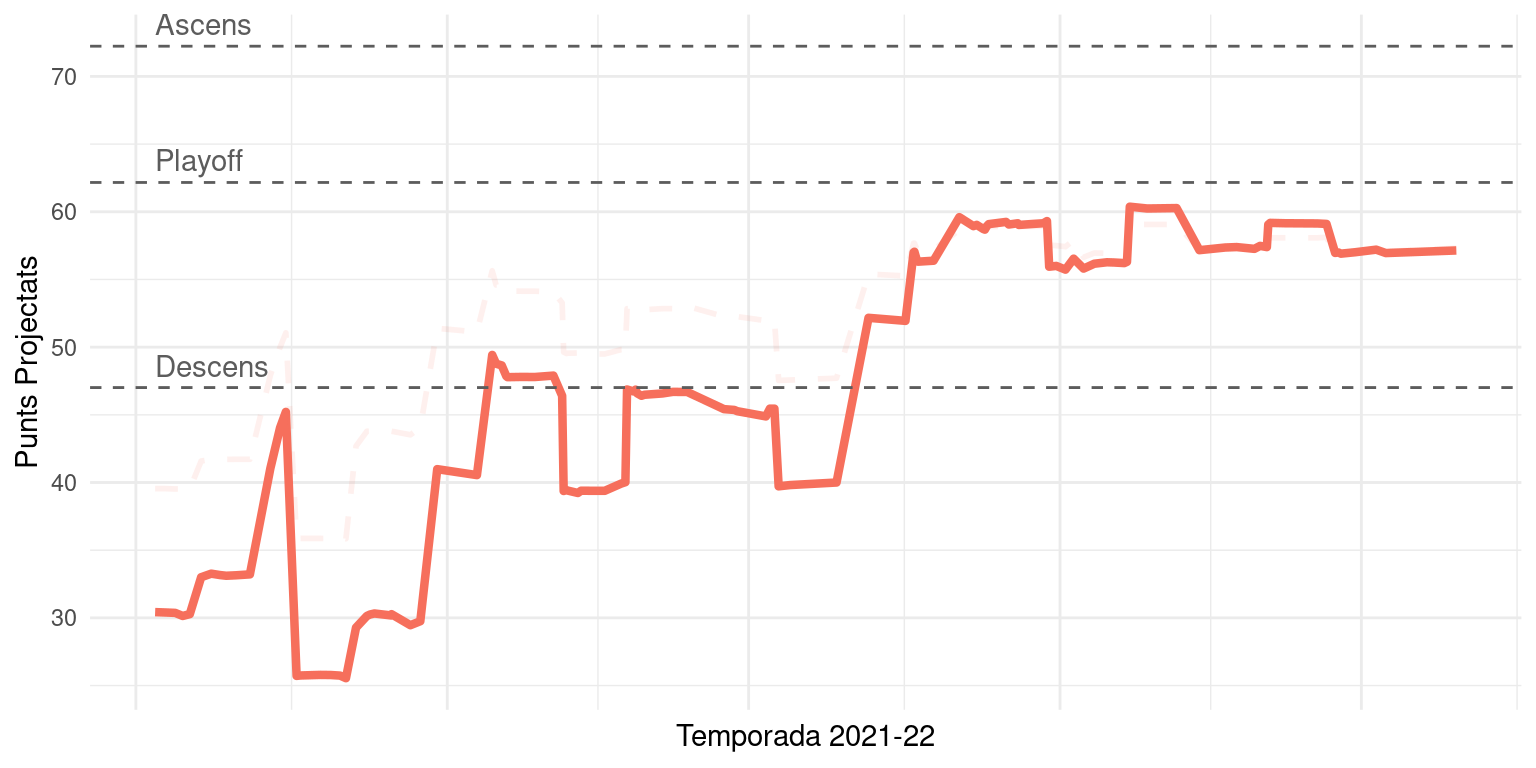 Ascens
70
Playoff
60
50
Descens
40
30
Punts Projectats
Temporada 2021-22